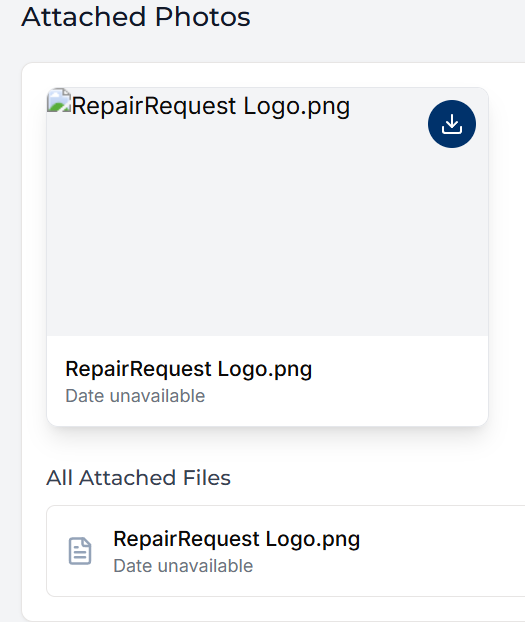 Attached Photos
RepairRequest Logo.png
RepairRequest Logo.png
Date unavailable
All Attached Files
RepairRequest Logo.png
Date unavailable